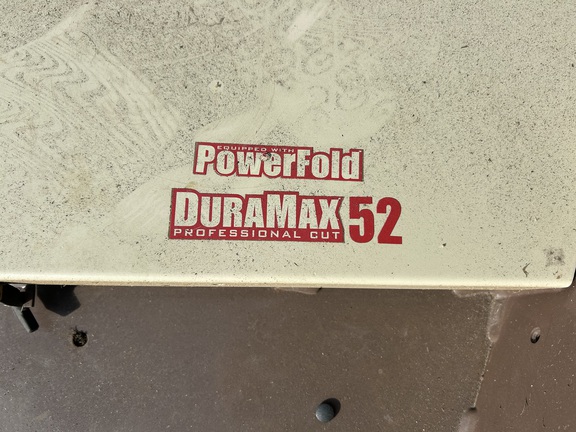 EQUIPPED WITH
POWERFOLD
DURAMAX 52
PROFESSIONAL CUT